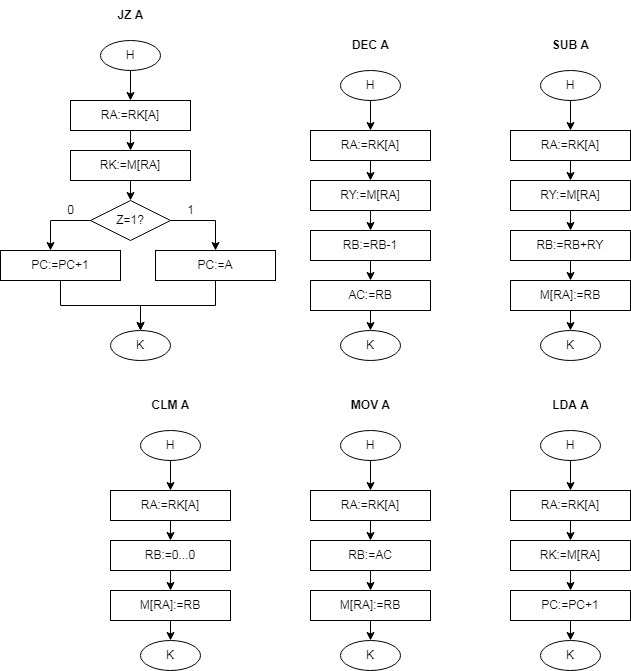 JZ A
H
RA:=RK[A]
RK:=M[RA]
Z=1?
0
1
PC:=PC+1
PC:=A
K
DEC A
H
RA:=RK[A]
RY:=M[RA]
RB:=RB-1
AC:=RB
K
SUB A
H
RA:=RK[A]
RY:=M[RA]
RB:=RB+RY
M[RA]:=RB
K
CLM A
H
RA:=RK[A]
RB:=0...0
M[RA]:=RB
K
MOV A
H
RA:=RK[A]
RB:=AC
M[RA]:=RB
K
LDA A
H
RA:=RK[A]
RK:=M[RA]
PC:=PC+1
K